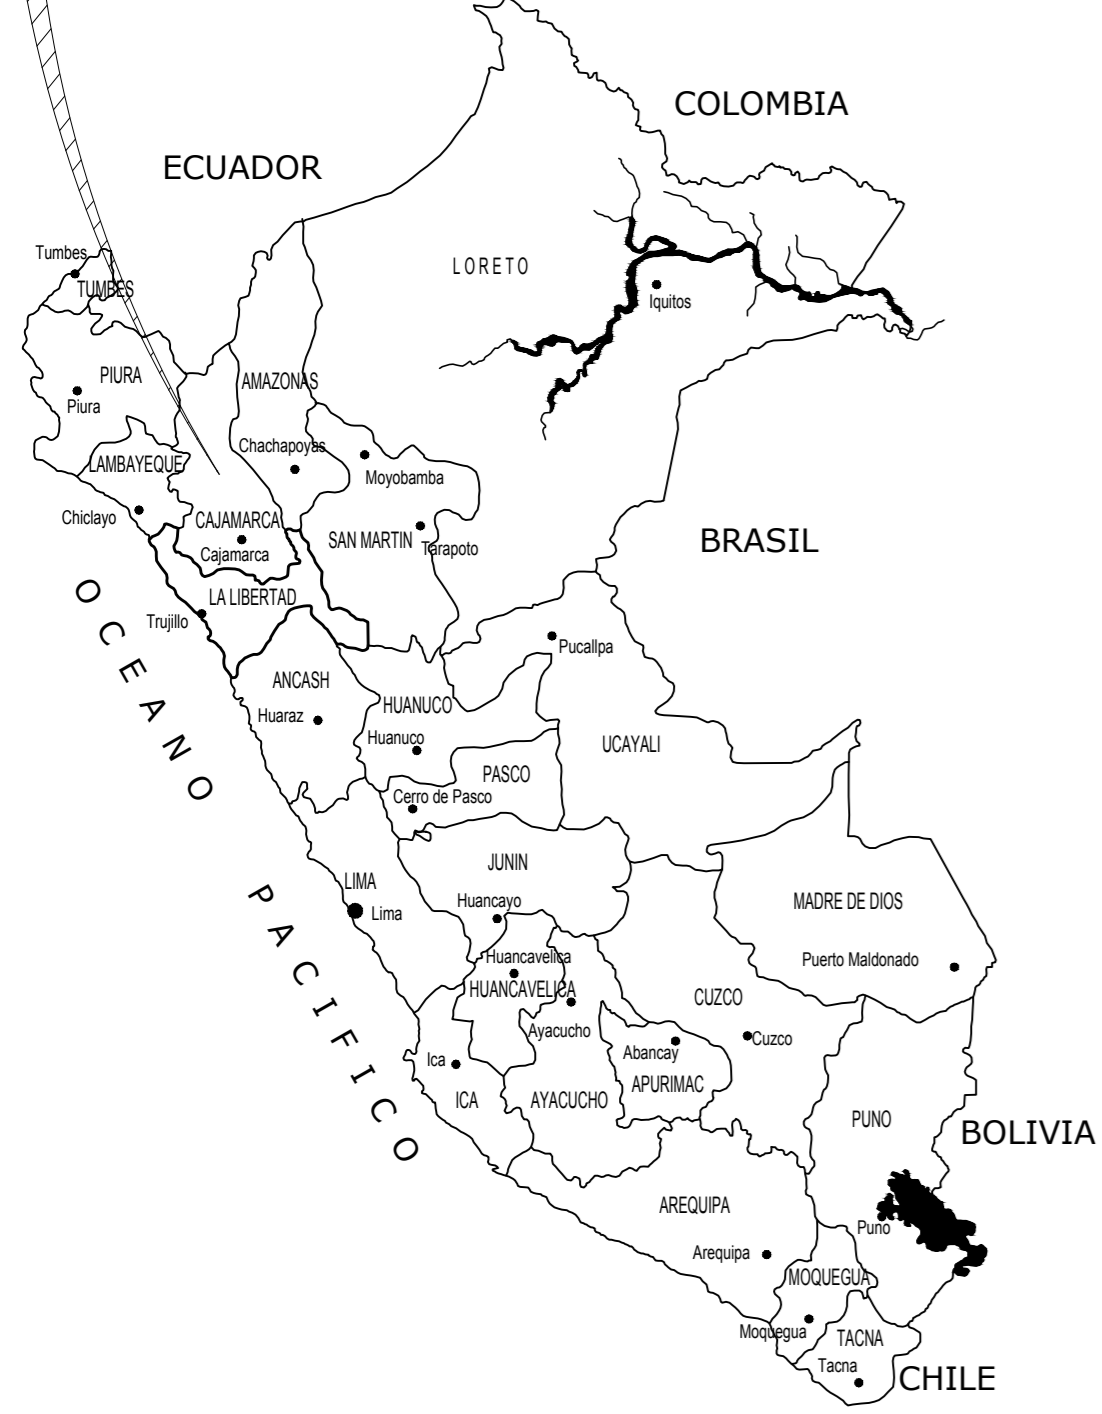 COLOMBIA
ECUADOR
Tumbes
TUMBES
LORETO
Iquitos
PIURA
Piura
AMAZONAS
Chachapoyas
LAMBAYEQUE
Moyobamba
Chiclayo
CAJAMARCA
Cajamarca
SAN MARTIN
Tarapoto
BRASIL
LA LIBERTAD
Trujillo
OCEANO PACIFICO
Pucallpa
ANCASH
Huaraz
HUANUCO
Huanuco
UCAYALI
PASCO
Cerro de Pasco
JUNIN
LIMA
Lima
Huancayo
MADRE DE DIOS
Puerto Maldonado
Huancavelica
HUANCAVELICA
CUZCO
Cuzco
Ayacucho
Abancay
APURIMAC
Ica
ICA
AYACUCHO
PUNO
BOLIVIA
AREQUIPA
Puno
Arequipa
MOQUEGUA
Moquegua
TACNA
Tacna
CHILE